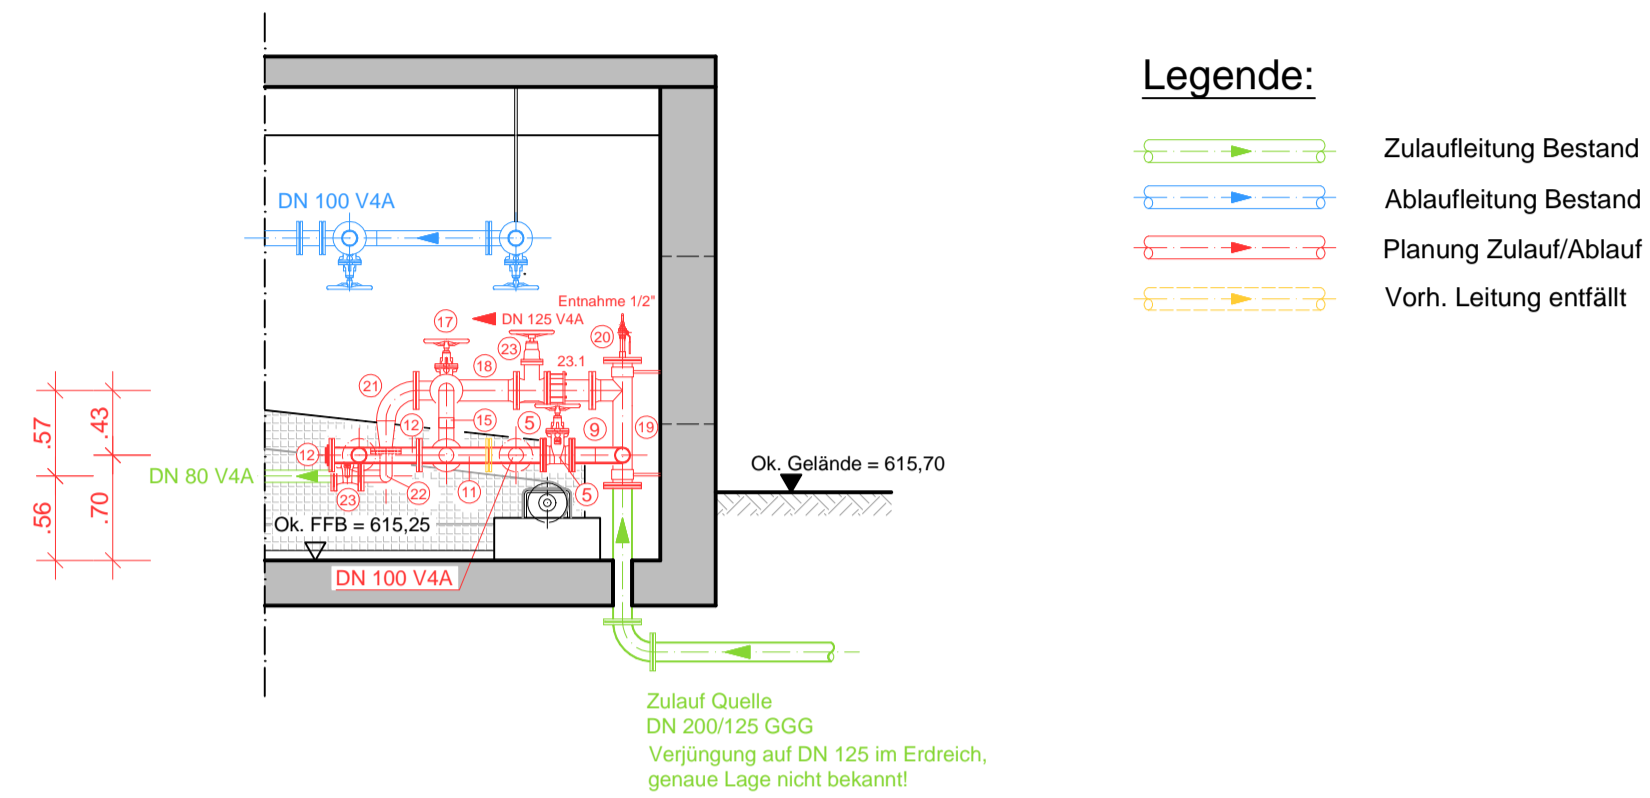 Legende:
Zulaufleitung Bestand
Ablaufleitung Bestand
Planung Zulauf/Ablauf
Vorh. Leitung entfällt
DN 100 V4A
Entnahme 1/2"
17
DN 125 V4A
20
23
23.1
18
21
12
15
5
9
19
12
23
22
11
5
.57
.43
.56
.70
DN 80 V4A
Ok. FFB = 615,25
DN 100 V4A
Ok. Gelände = 615,70
Zulauf Quelle
DN 200/125 GGG
Verjüngung auf DN 125 im Erdreich,
genaue Lage nicht bekannt!